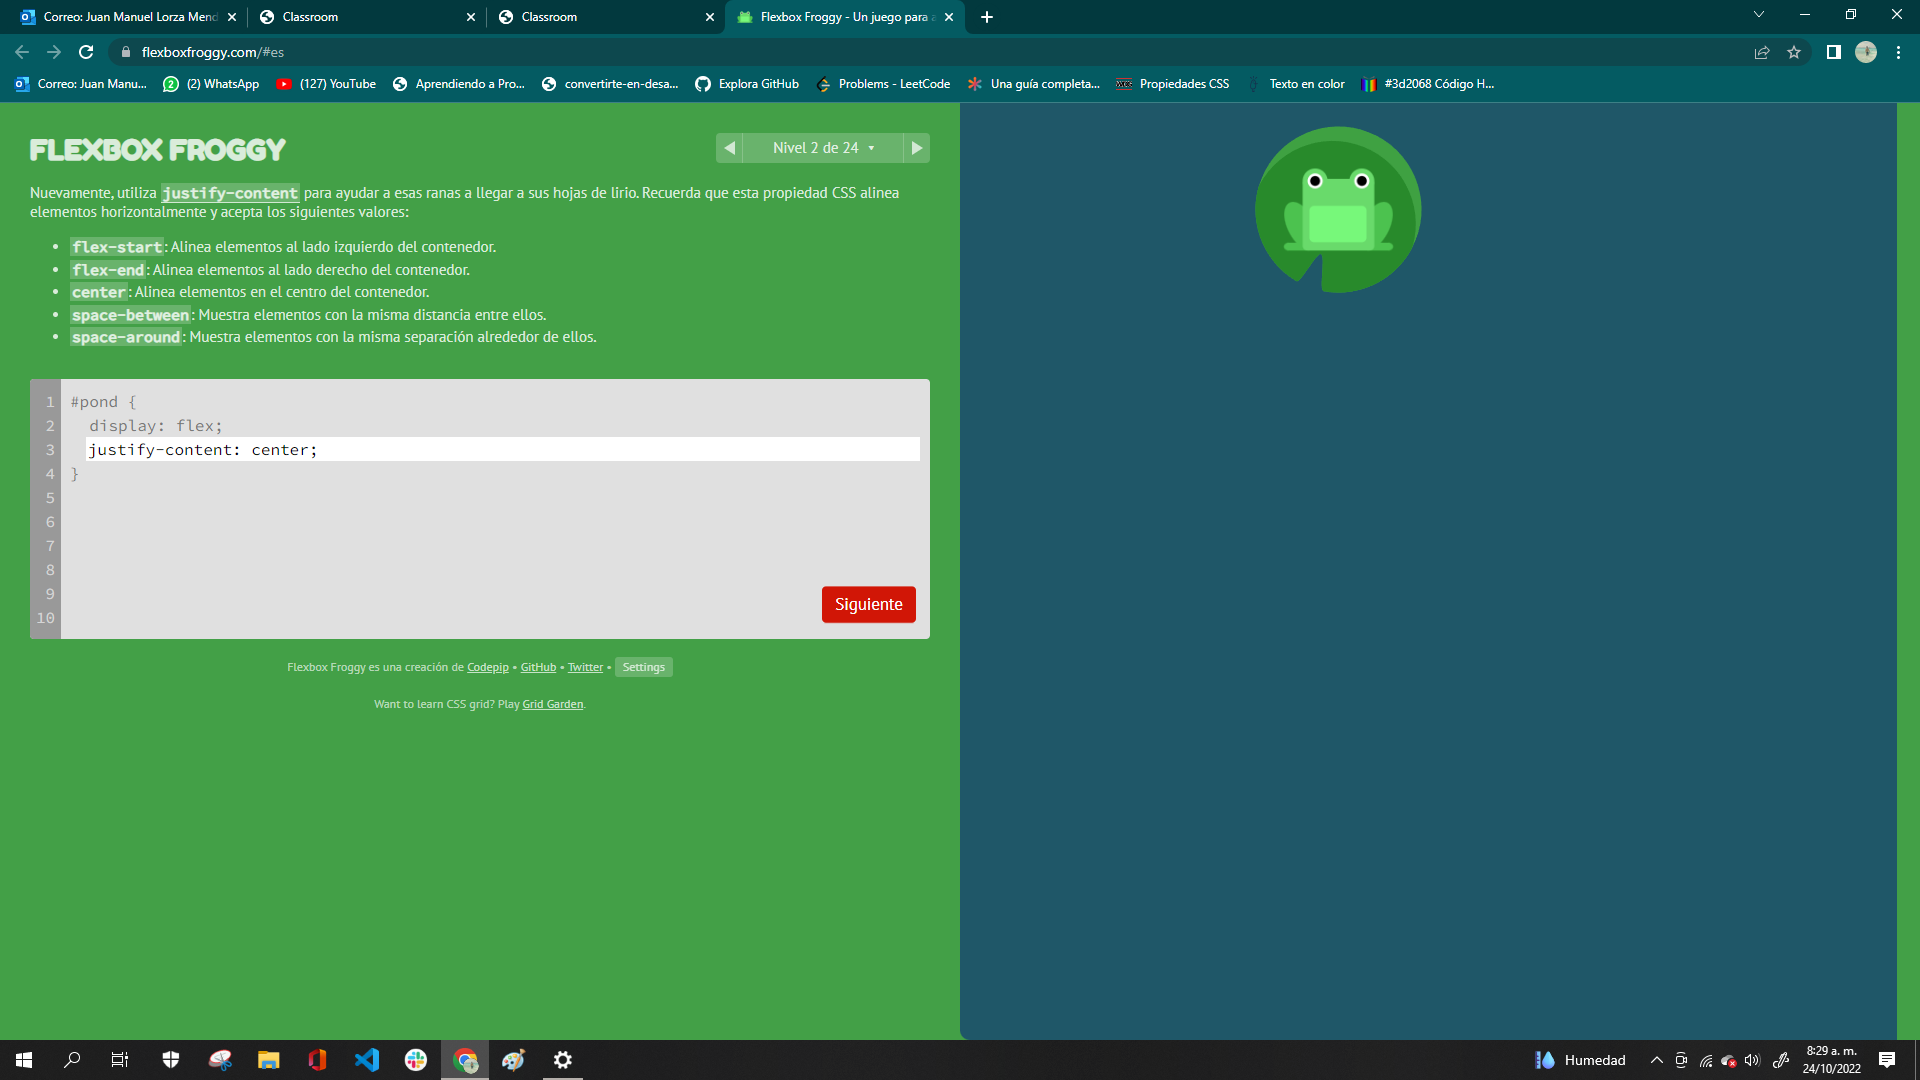 Correo: Juan Manuel Lorza Mend
Classroom
Classroom
Flexbox Froggy - Un juego para a
flexboxfroggy.com/#es
Correo: Juan Manu...
(2) WhatsApp
(127) YouTube
Aprendiendo a Pro...
convertirte-en-desa...
Explora GitHub
Problems - LeetCode
Una guía completa...
Propiedades CSS
Texto en color
#3d2068 Código H...
FLEXBOX FROGGY
Nivel 2 de 24
Nuevamente, utiliza justify-content para ayudar a esas ranas a llegar a sus hojas de lirio. Recuerda que esta propiedad CSS alinea
elementos horizontalmente y acepta los siguientes valores:
• flex-start: Alinea elementos al lado izquierdo del contenedor.
• flex-end: Alinea elementos al lado derecho del contenedor.
• center: Alinea elementos en el centro del contenedor.
• space-between: Muestra elementos con la misma distancia entre ellos.
• space-around: Muestra elementos con la misma separación alrededor de ellos.
1 #pond {
2 display: flex;
3 justify-content: center;
4 }
5
6
7
8
9
10
Siguiente
Flexbox Froggy es una creación de Codepip • GitHub • Twitter • Settings
Want to learn CSS grid? Play Grid Garden.
Humedad
8:29 a. m.
24/10/2022